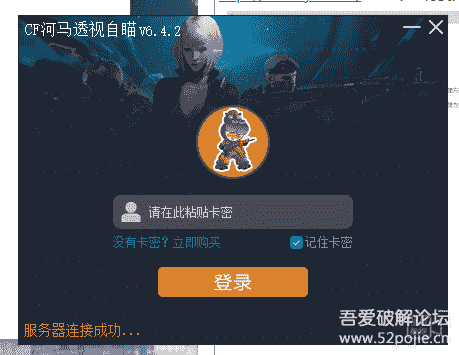 CF河马透视自瞄V6.4.2
请在此粘贴卡密
没有卡密？立即购买
记住卡密
登录
服务器连接成功...
吾爱破解论坛
www.52pojie.cn